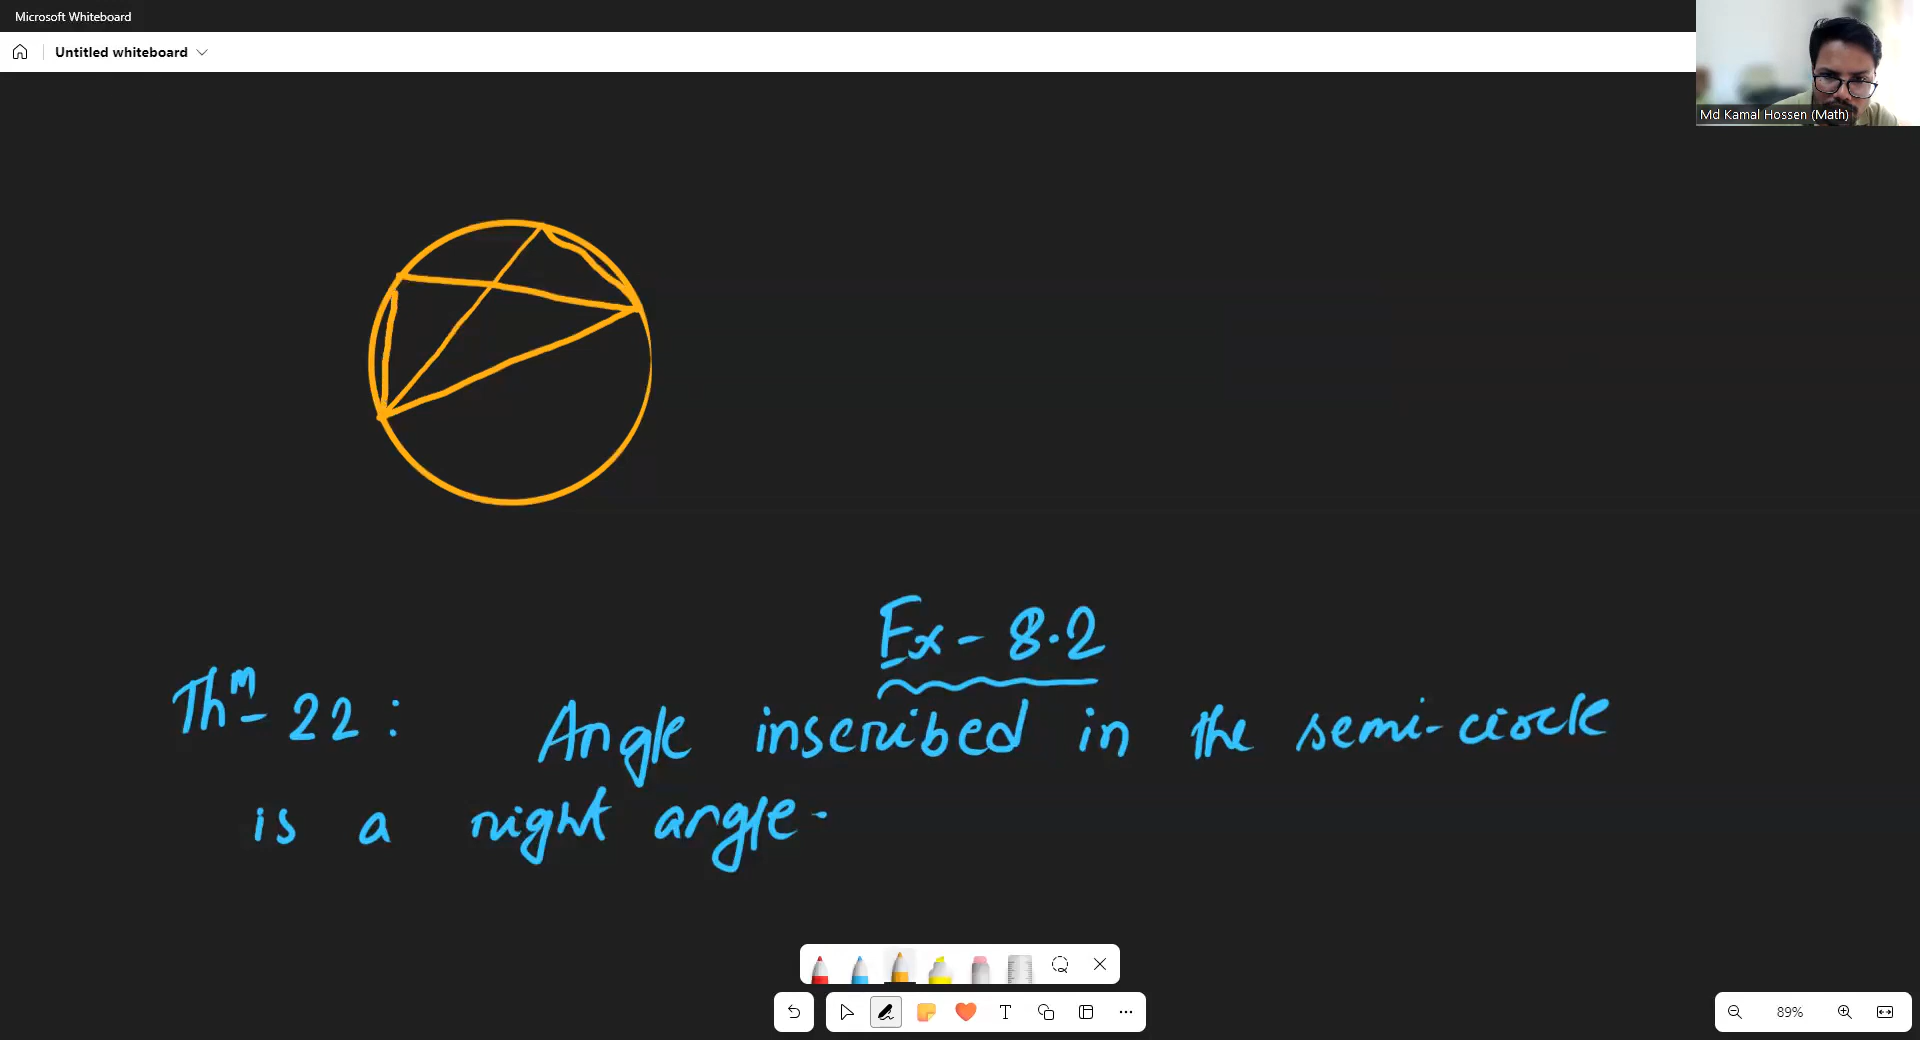 Microsoft Whiteboard
Untitled whiteboard
Md Kamal Hossen (Math)
Ex - 8.2
Thm - 22 : Angle inscribed in the semi-circle
is a right angle.
T
89%